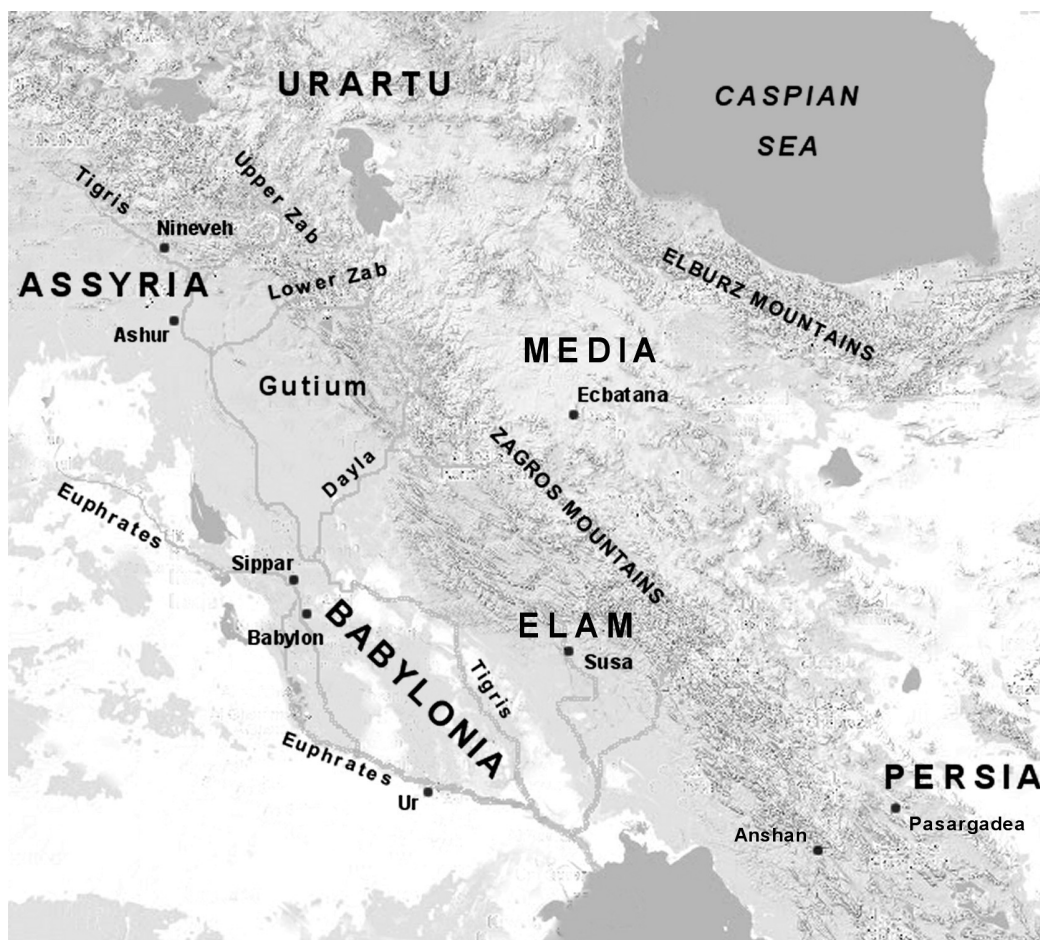 URARTU
CASPIAN
SEA
Tigris
Upper Zab
Nineveh
Lower Zab
ASSYRIA
ELBURZ MOUNTAINS
Ashur
MEDIA
Gutium
Ecbatana
ZAGROS MOUNTAINS
Dayla
Euphrates
Sippar
BABYLONIA
Babylon
ELAM
Susa
Tigris
Euphrates
Ur
PERSIA
Pasargadea
Anshan